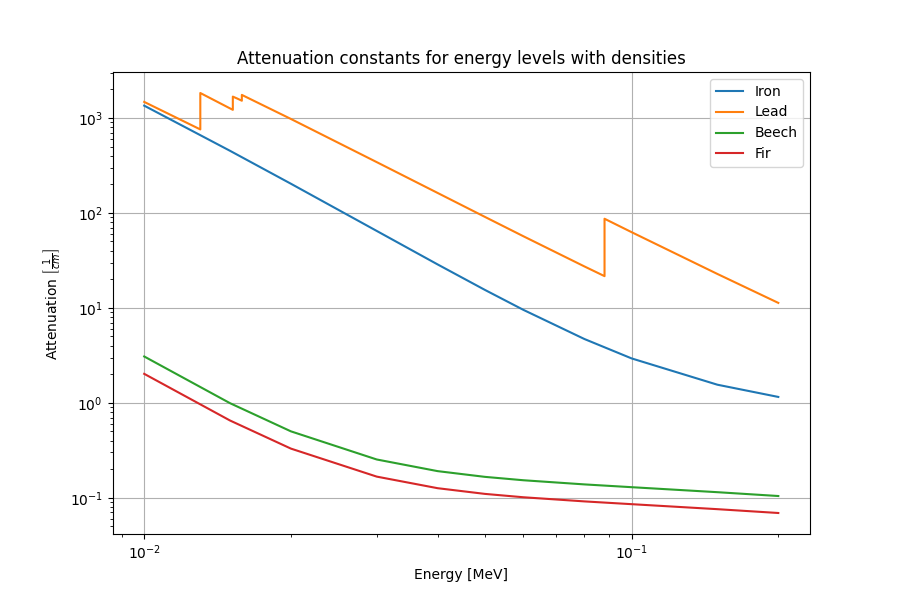 Attenuation constants for energy levels with densities
Iron
Lead
Beech
Fir
10³
10²
10¹
10⁰
10⁻¹
Attenuation [1/cm]
10⁻²
10⁻¹
Energy [MeV]